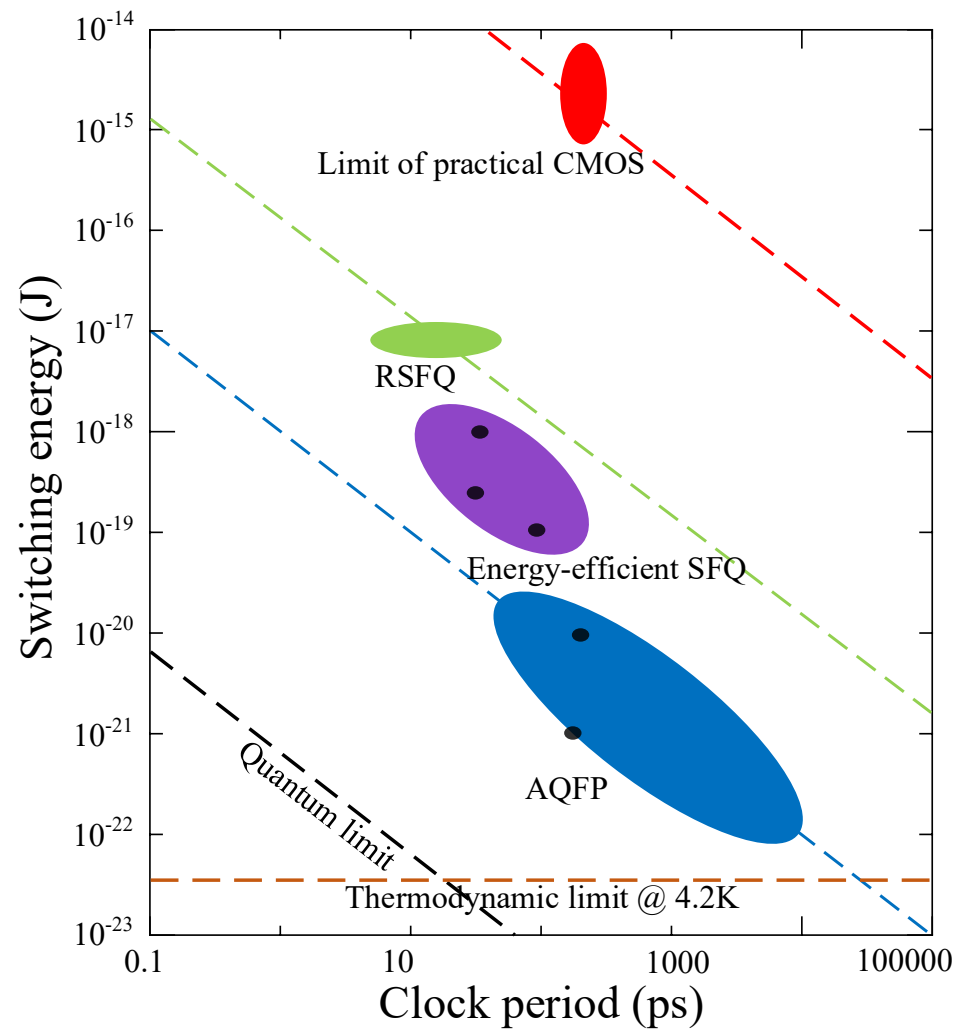 10-14
10-15
10-16
10-17
10-18
10-19
10-20
10-21
10-22
10-23
Switching energy (J)
Limit of practical CMOS
RSFQ
Energy-efficient SFQ
AQFP
Quantum limit
Thermodynamic limit @ 4.2K
0.1 10 1000 100000
Clock period (ps)